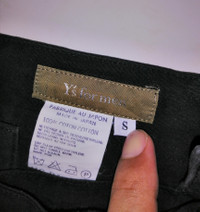 Y's for men
FABRIQUE AU JAPON
MADE IN JAPAN
S